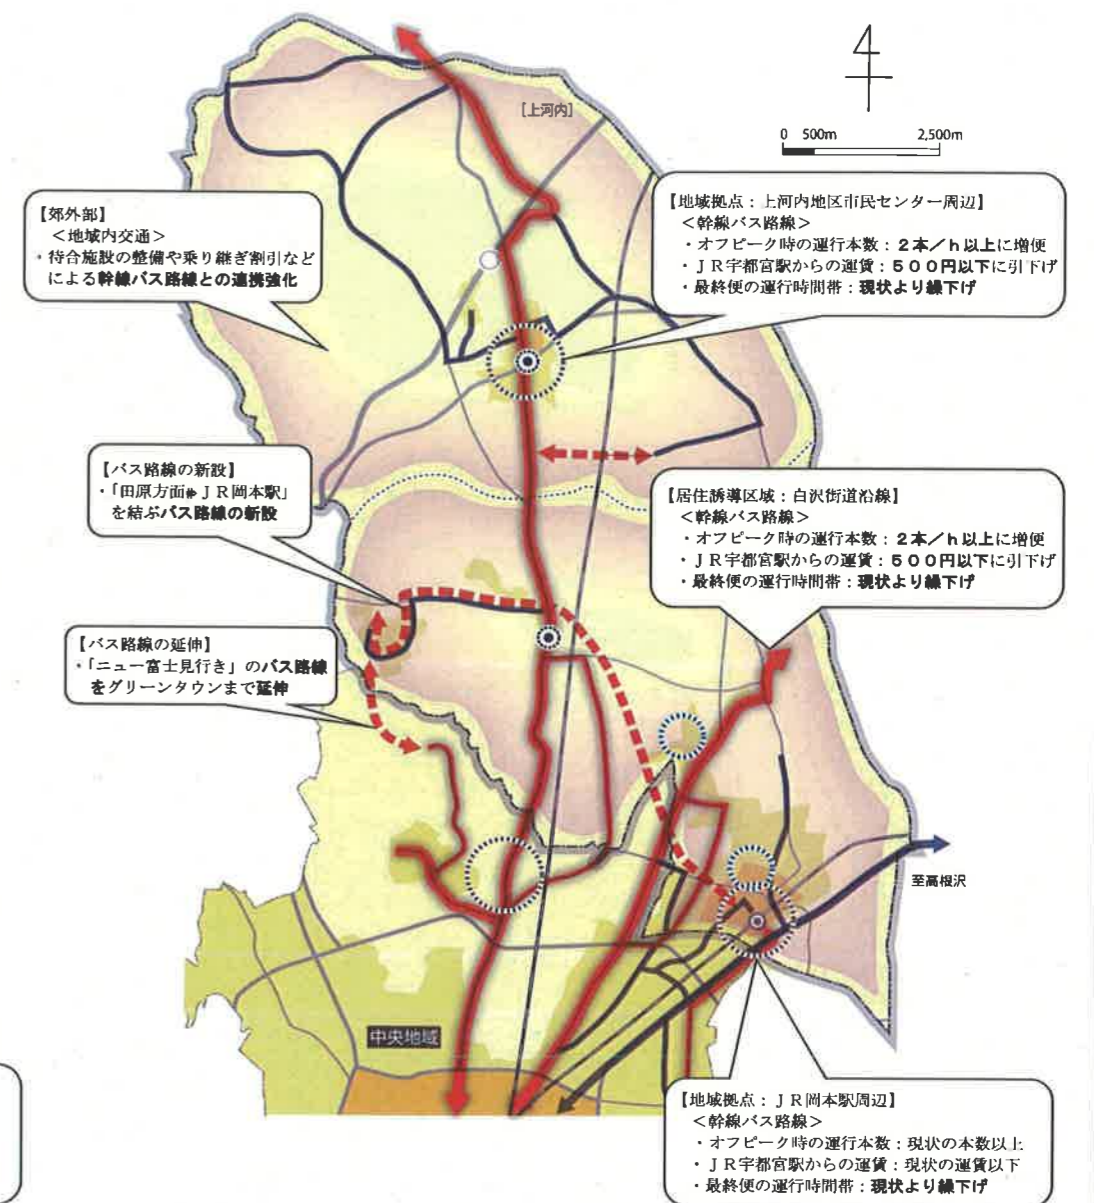 [上河内]
0 500m 2,500m
【地域拠点：上河内地区市民センター周辺】
＜幹線バス路線＞
・オフピーク時の運行本数：２本／ｈ以上に増便
・ＪＲ宇都宮駅からの運賃：５００円以下に引下げ
・最終便の運行時間帯：現状より繰下げ
【郊外部】
＜地域内交通＞
・待合施設の整備や乗り継ぎ割引など
による幹線バス路線との連携強化
【バス路線の新設】
・「田原方面⇔ＪＲ岡本駅」
を結ぶバス路線の新設
【居住誘導区域：白沢街道沿線】
＜幹線バス路線＞
・オフピーク時の運行本数：２本／ｈ以上に増便
・ＪＲ宇都宮駅からの運賃：５００円以下に引下げ
・最終便の運行時間帯：現状より繰下げ
【バス路線の延伸】
・「ニュー富士見行き」のバス路線
をグリーンタウンまで延伸
至高根沢
中央地域
【地域拠点：ＪＲ岡本駅周辺】
＜幹線バス路線＞
・オフピーク時の運行本数：現状の本数以上
・ＪＲ宇都宮駅からの運賃：現状の運賃以下
・最終便の運行時間帯：現状より繰下げ